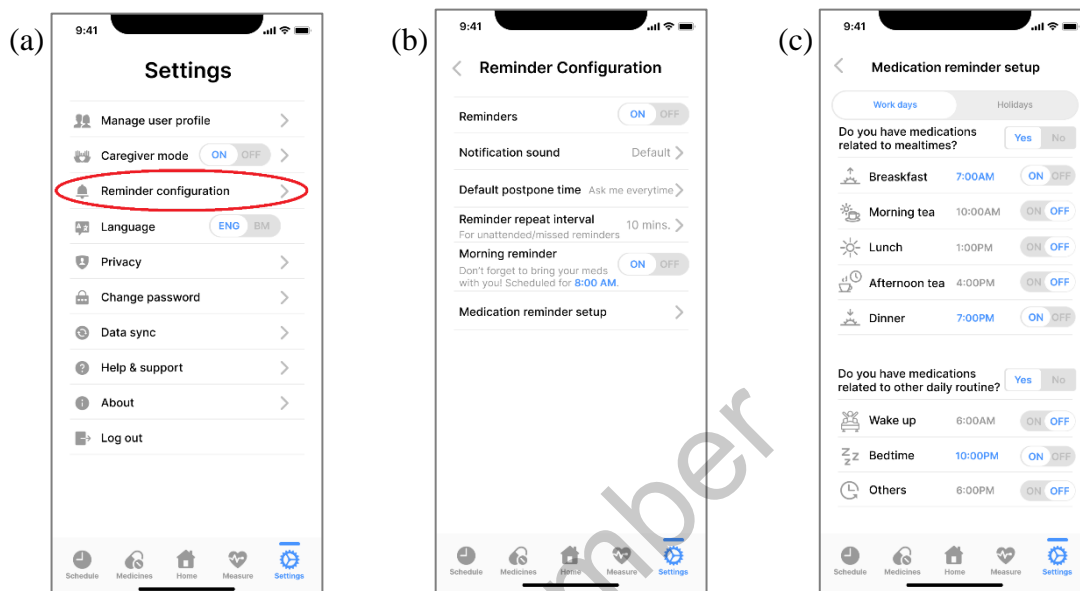 (a)
9:41
Settings
Manage user profile
Caregiver mode ON OFF
Reminder configuration
Language ENG BM
Privacy
Change password
Data sync
Help & support
About
Log out
Schedule Medicines Home Measure Settings
(b)
9:41
Reminder Configuration
Reminders ON OFF
Notification sound Default
Default postpone time Ask me everytime
Reminder repeat interval 10 mins.
For unattended/missed reminders
Morning reminder ON OFF
Don't forget to bring your meds
with you! Scheduled for 8:00 AM.
Medication reminder setup
Schedule Medicines Home Measure Settings
(c)
9:41
Medication reminder setup
Work days Holidays
Do you have medications
related to mealtimes? Yes No
Breaskfast 7:00AM ON OFF
Morning tea 10:00AM ON OFF
Lunch 1:00PM ON OFF
Afternoon tea 4:00PM ON OFF
Dinner 7:00PM ON OFF
Do you have medications
related to other daily routine? Yes No
Wake up 6:00AM ON OFF
Bedtime 10:00PM ON OFF
Others 6:00PM ON OFF
Schedule Medicines Home Measure Settings